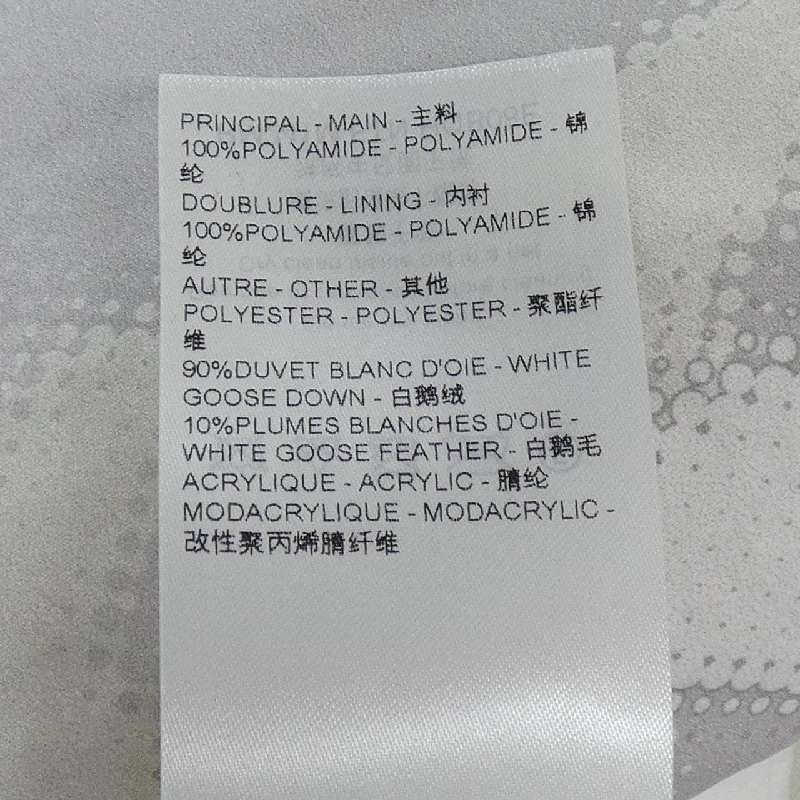 PRINCIPAL - MAIN - 主料
100%POLYAMIDE - POLYAMIDE - 锦
纶
DOUBLURE - LINING - 内衬
100%POLYAMIDE - POLYAMIDE - 锦
纶
AUTRE - OTHER - 其他
POLYESTER - POLYESTER - 聚酯纤
维
90%DUVET BLANC D'OIE - WHITE
GOOSE DOWN - 白鹅绒
10%PLUMES BLANCHES D'OIE -
WHITE GOOSE FEATHER - 白鹅毛
ACRYLIQUE - ACRYLIC - 腈纶
MODACRYLIQUE - MODACRYLIC -
改性聚丙烯腈纤维